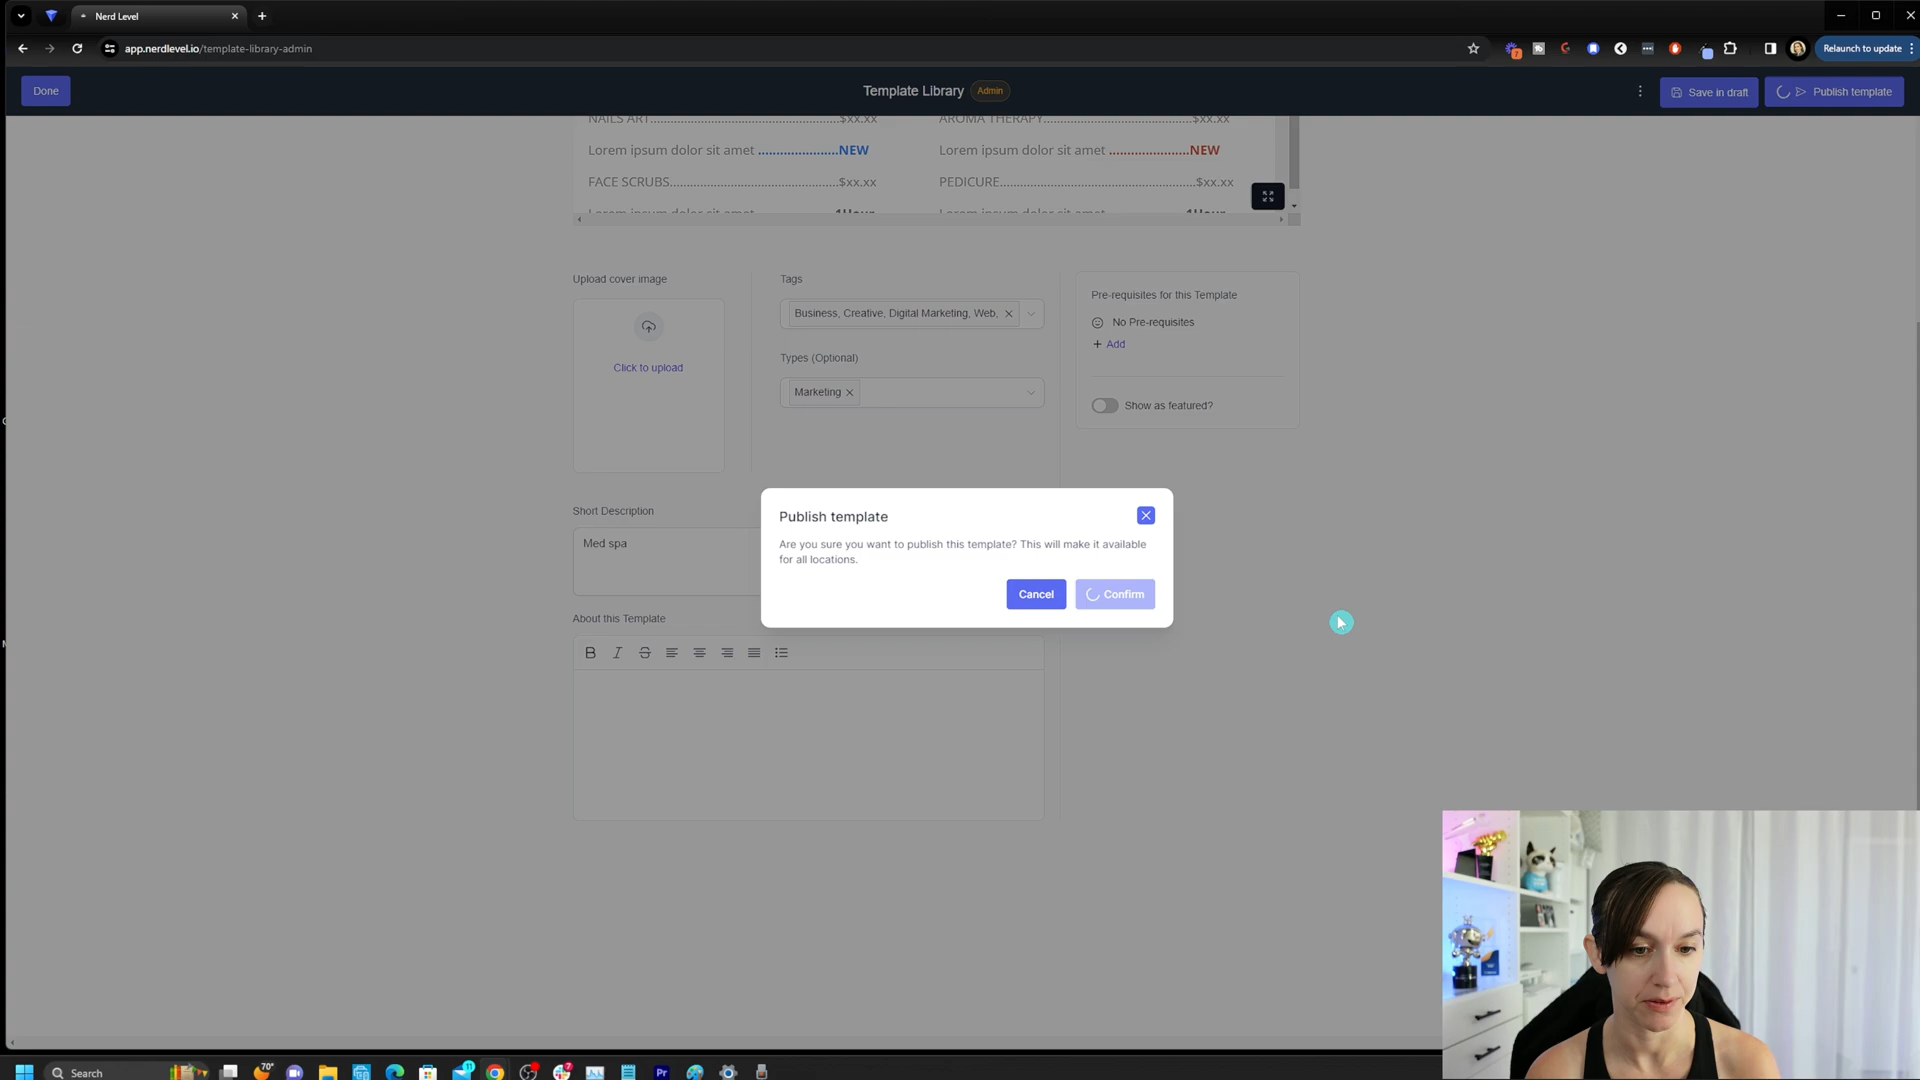 Nerd Level
app.nerdlevel.io/template-library-admin
Relaunch to update
Done
Template Library Admin
Save in draft
Publish template
NAILS ART..........................................$xx.xx
AROMA THERAPY.................................$xx.xx
Lorem ipsum dolor sit amet ......................NEW
Lorem ipsum dolor sit amet ......................NEW
FACE SCRUBS......................................$xx.xx
PEDICURE............................................$xx.xx
Lorem ipsum dolor sit amet 1Hour
Lorem ipsum dolor sit amet 1Hour
Upload cover image
Click to upload
Tags
Business, Creative, Digital Marketing, Web,
Types (Optional)
Marketing
Pre-requisites for this Template
No Pre-requisites
+ Add
Show as featured?
Short Description
Med spa
Publish template
Are you sure you want to publish this template? This will make it available
for all locations.
Cancel
Confirm
About this Template
B I S
Search
70°
Pr